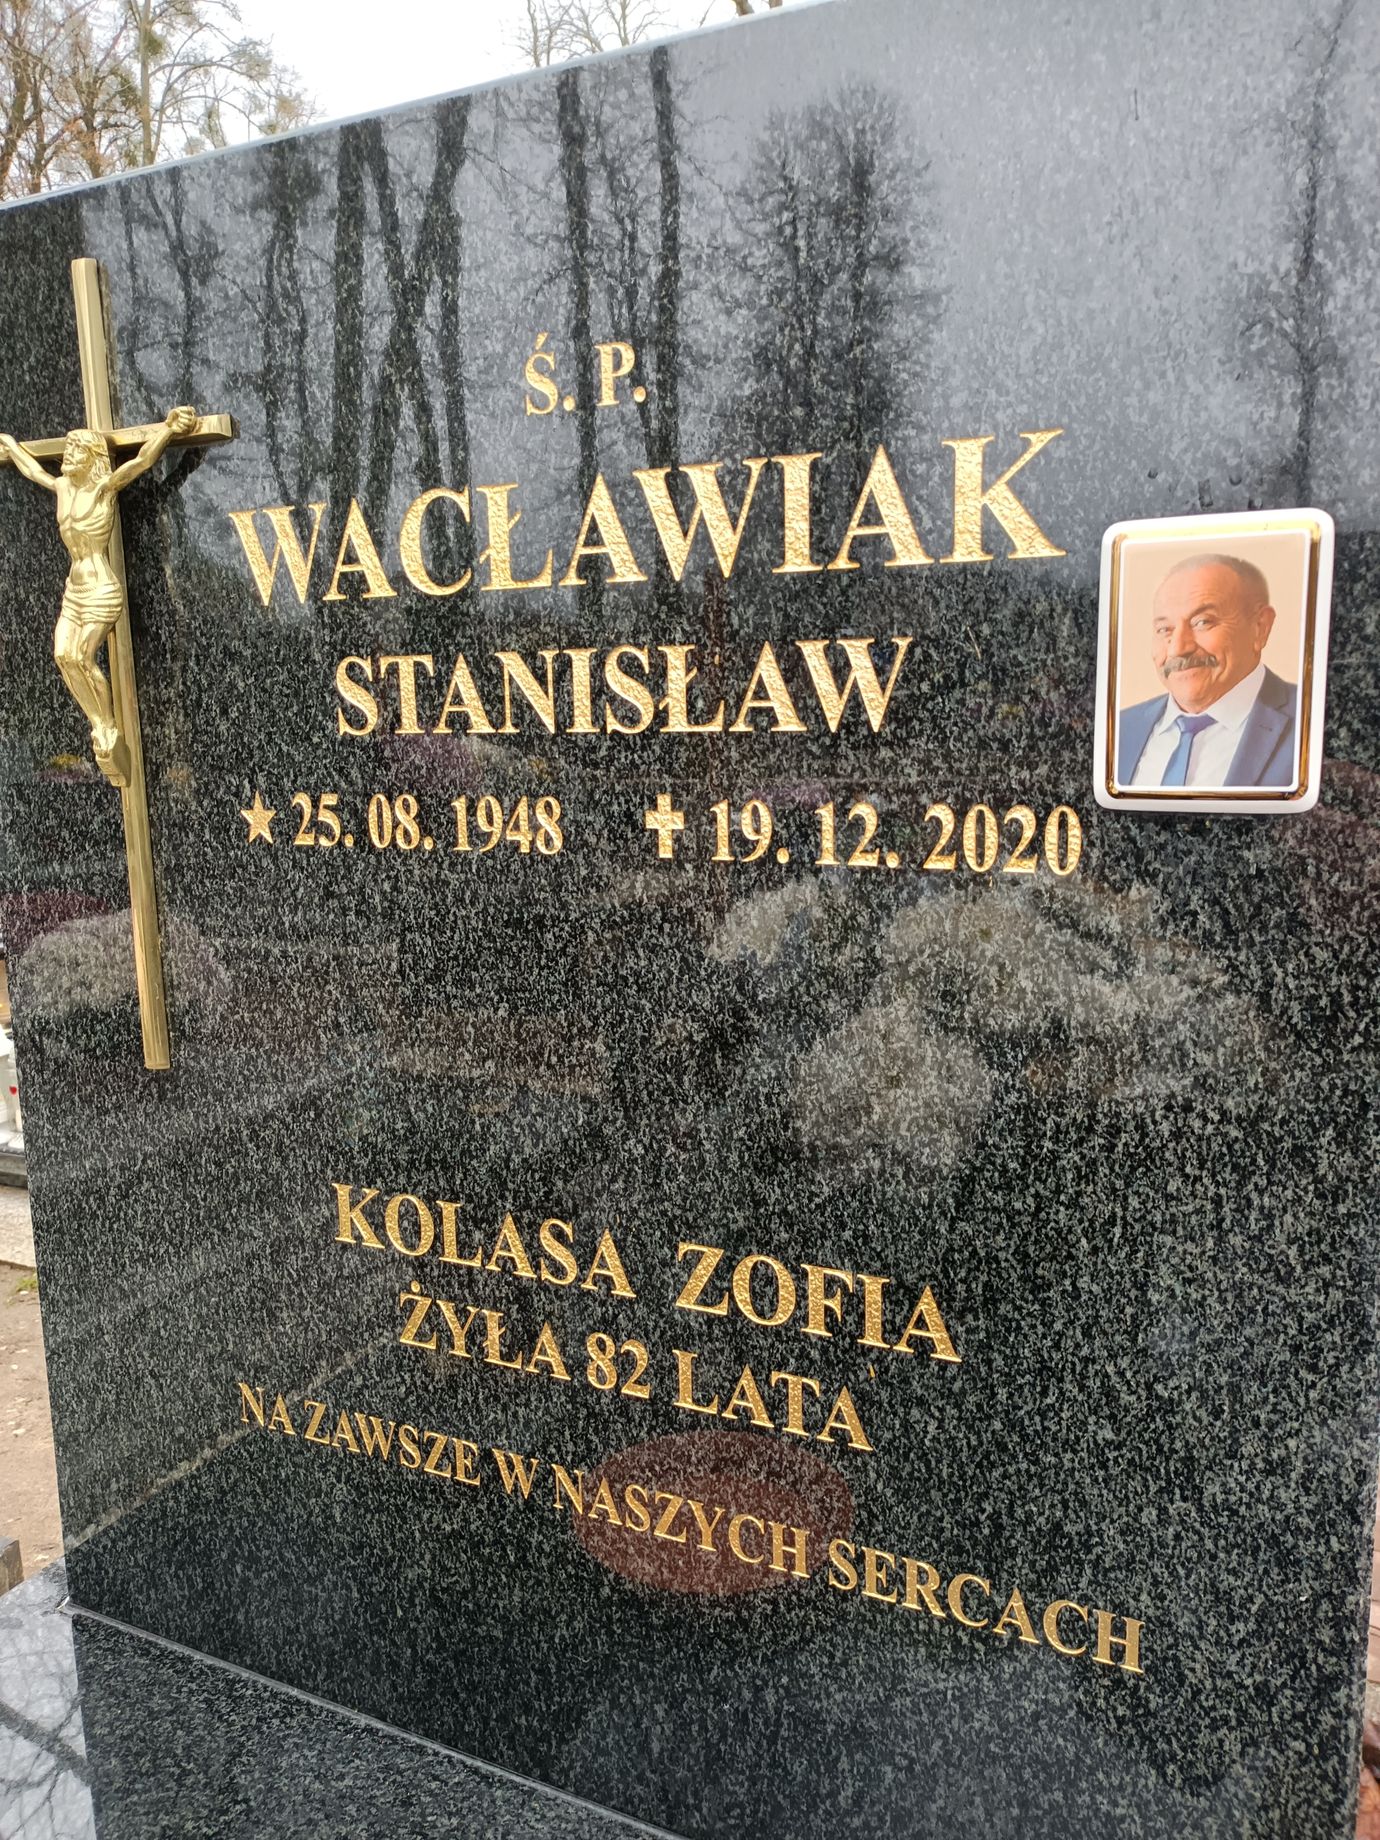 Ś. P.
WACŁAWIAK
STANISŁAW
★ 25. 08. 1948 ✝ 19. 12. 2020
KOLASA ZOFIA
ŻYŁA 82 LATA
NA ZAWSZE W NASZYCH SERCACH